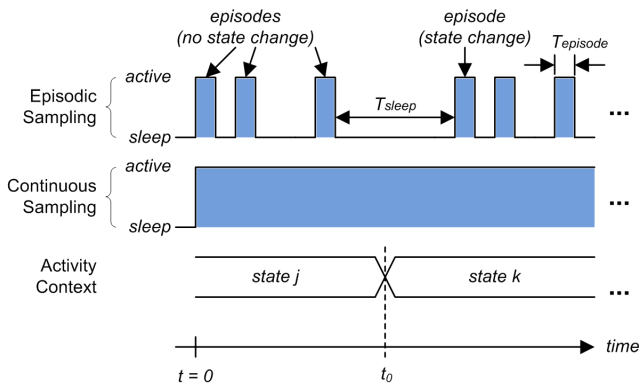 episodes
(no state change)
episode
(state change)
Tepisode
active
Episodic
Sampling
Tsleep
sleep
...
active
Continuous
Sampling
sleep
...
Activity
Context
state j
state k
...
time
t = 0
t0